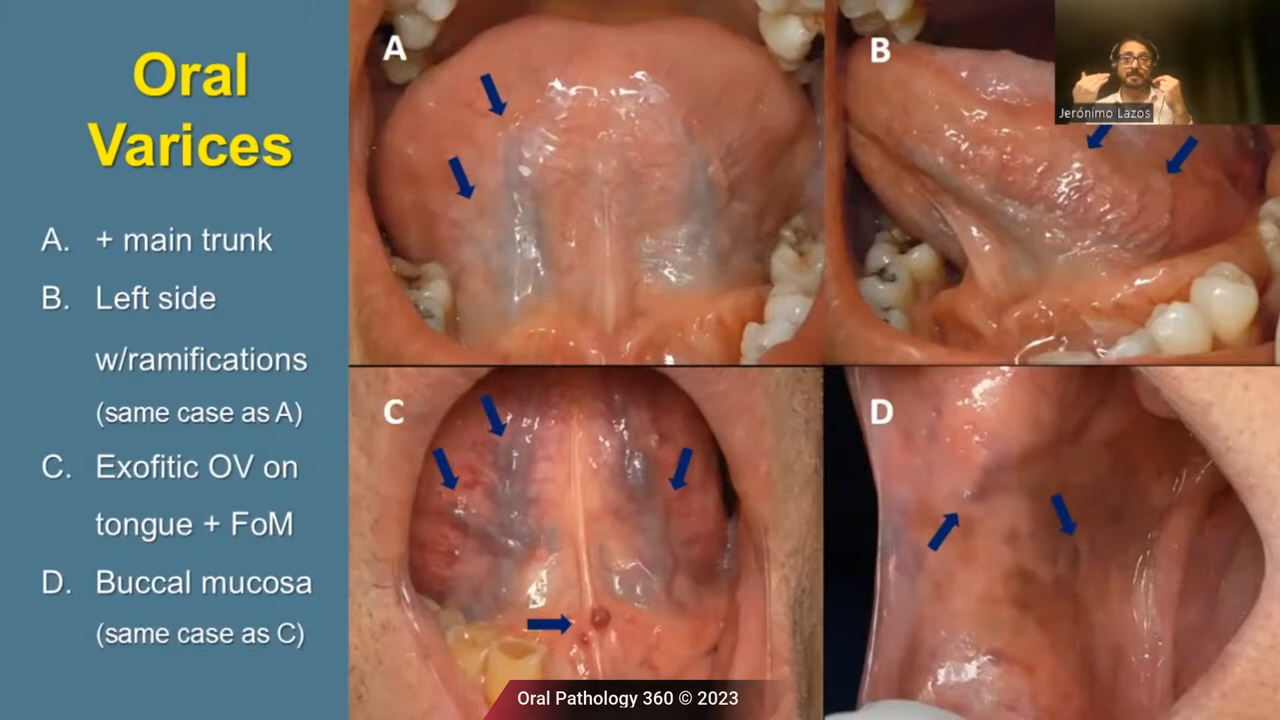 Oral
Varices
A. + main trunk
B. Left side
w/ramifications
(same case as A)
C. Exofitic OV on
tongue + FoM
D. Buccal mucosa
(same case as C)
A
B
Jerónimo Lazos
C
D
Oral Pathology 360 © 2023